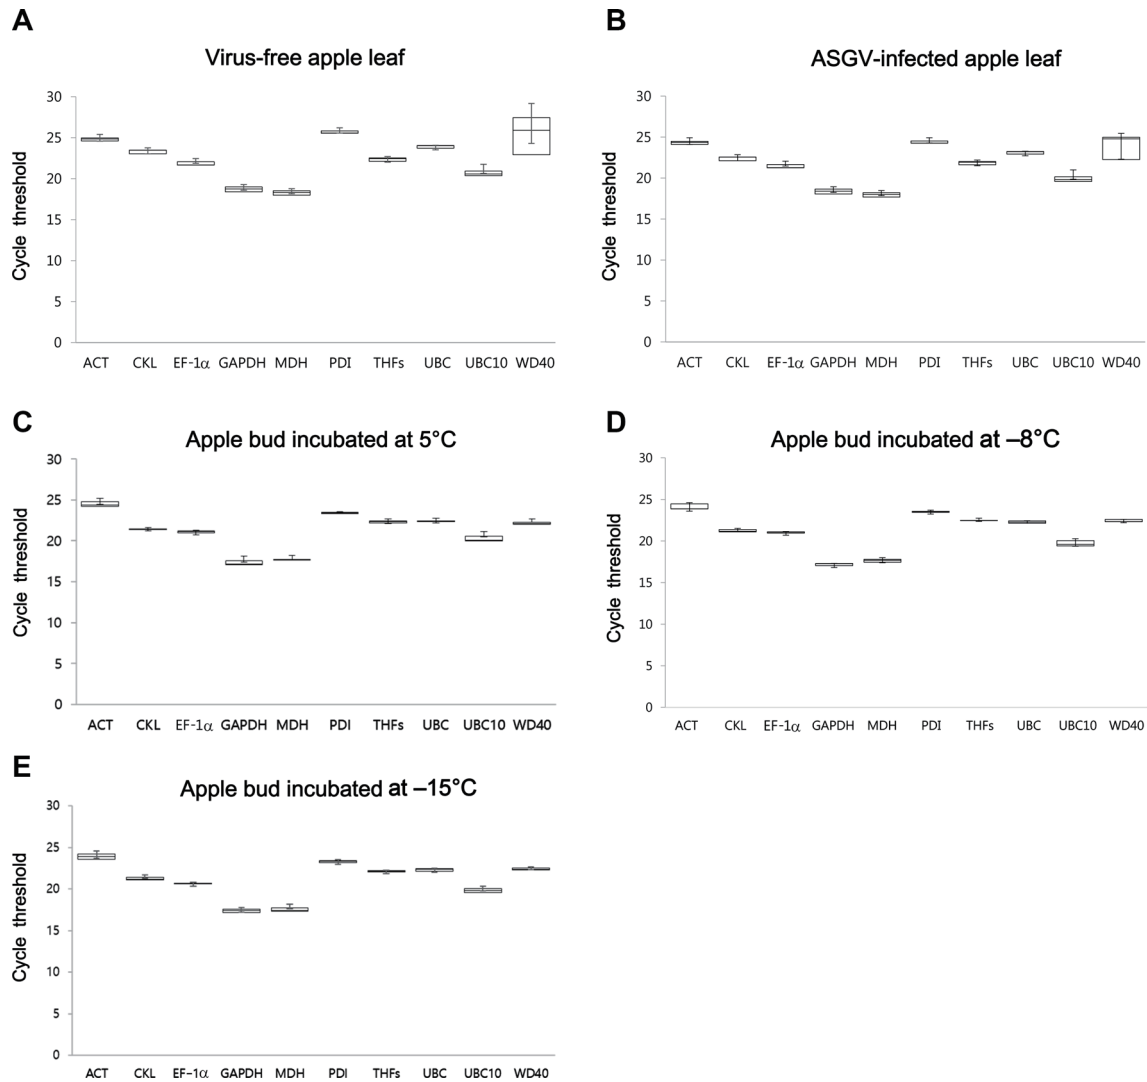 A
Virus-free apple leaf
30
25
20
15
10
5
0
Cycle threshold
ACT CKL EF-1α GAPDH MDH PDI THFs UBC UBC10 WD40
B
ASGV-infected apple leaf
30
25
20
15
10
5
0
Cycle threshold
ACT CKL EF-1α GAPDH MDH PDI THFs UBC UBC10 WD40
C
Apple bud incubated at 5°C
30
25
20
15
10
5
0
Cycle threshold
ACT CKL EF-1α GAPDH MDH PDI THFs UBC UBC10 WD40
D
Apple bud incubated at –8°C
30
25
20
15
10
5
0
Cycle threshold
ACT CKL EF-1α GAPDH MDH PDI THFs UBC UBC10 WD40
E
Apple bud incubated at –15°C
30
25
20
15
10
5
0
Cycle threshold
ACT CKL EF-1α GAPDH MDH PDI THFs UBC UBC10 WD40